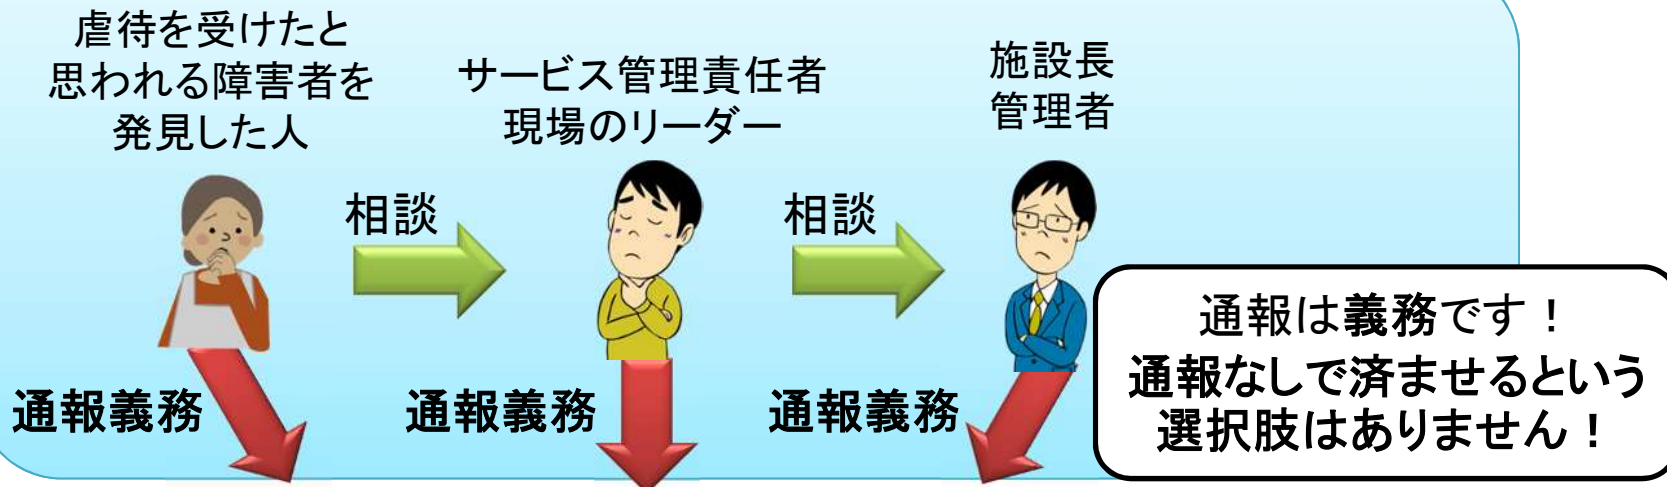 虐待を受けたと
思われる障害者を
発見した人
サービス管理責任者
現場のリーダー
施設長
管理者
相談
相談
通報義務
通報義務
通報義務
通報は義務です！
通報なしで済ませるという
選択肢はありません！